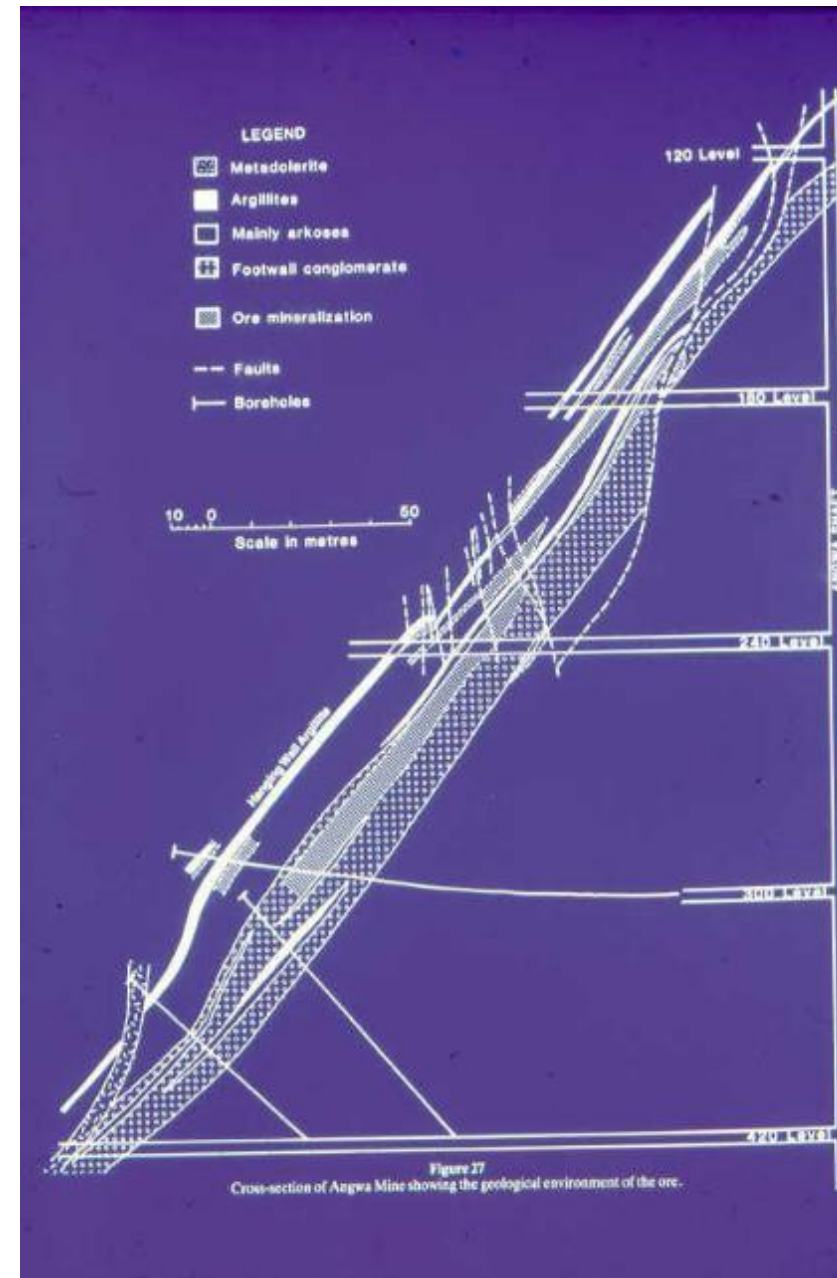 LEGEND
Metadolerite
Argillites
Mainly arkoses
Footwall conglomerate
Ore mineralization
Faults
Boreholes
10 0 50
Scale in metres
120 Level
180 Level
240 Level
Hanging Wall Argillite
300 Level
420 Level
Figure 27
Cross-section of Angwa Mine showing the geological environment of the ore.